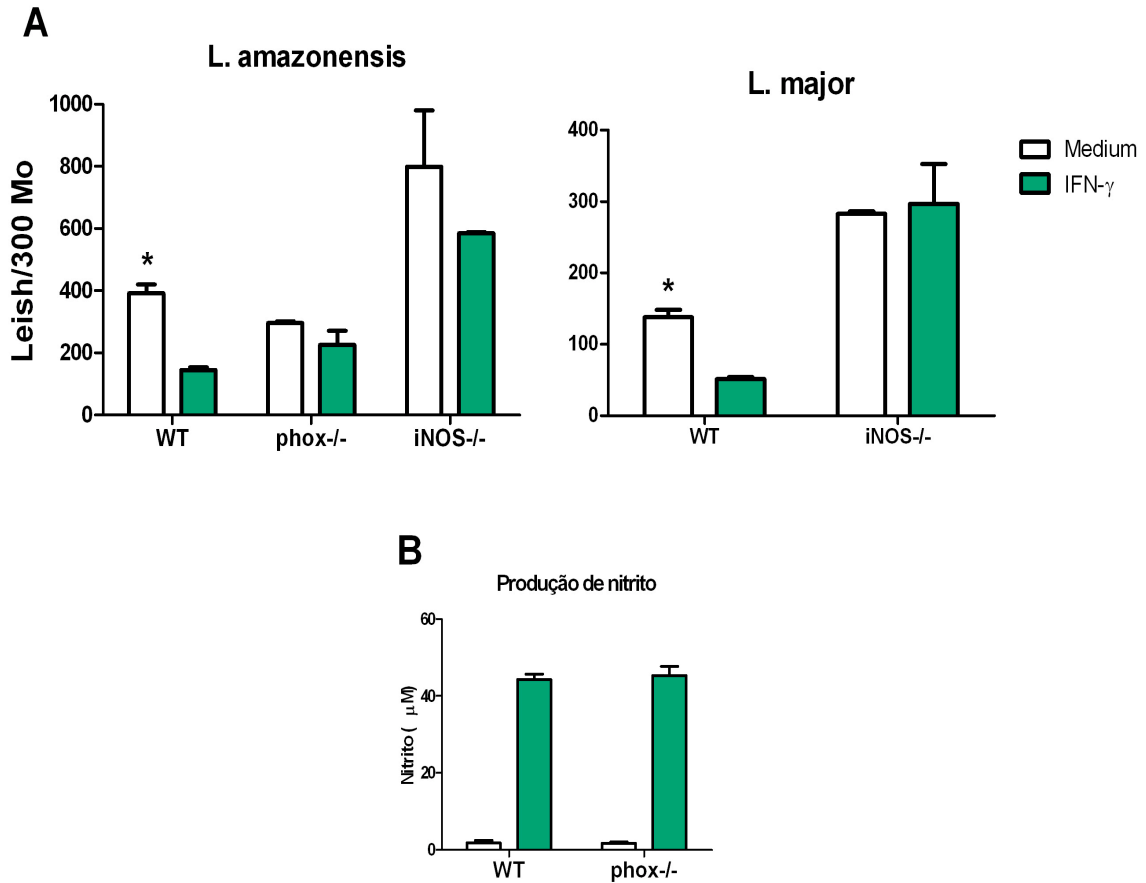 A
L. amazonensis
Leish/300 Mo
1000
800
600
400
200
0
*
WT
phox-/-
iNOS-/-
L. major
400
300
200
100
0
*
WT
iNOS-/-
Medium
IFN-γ
B
Produção de nitrito
Nitrito ( μM)
60
40
20
0
WT
phox-/-